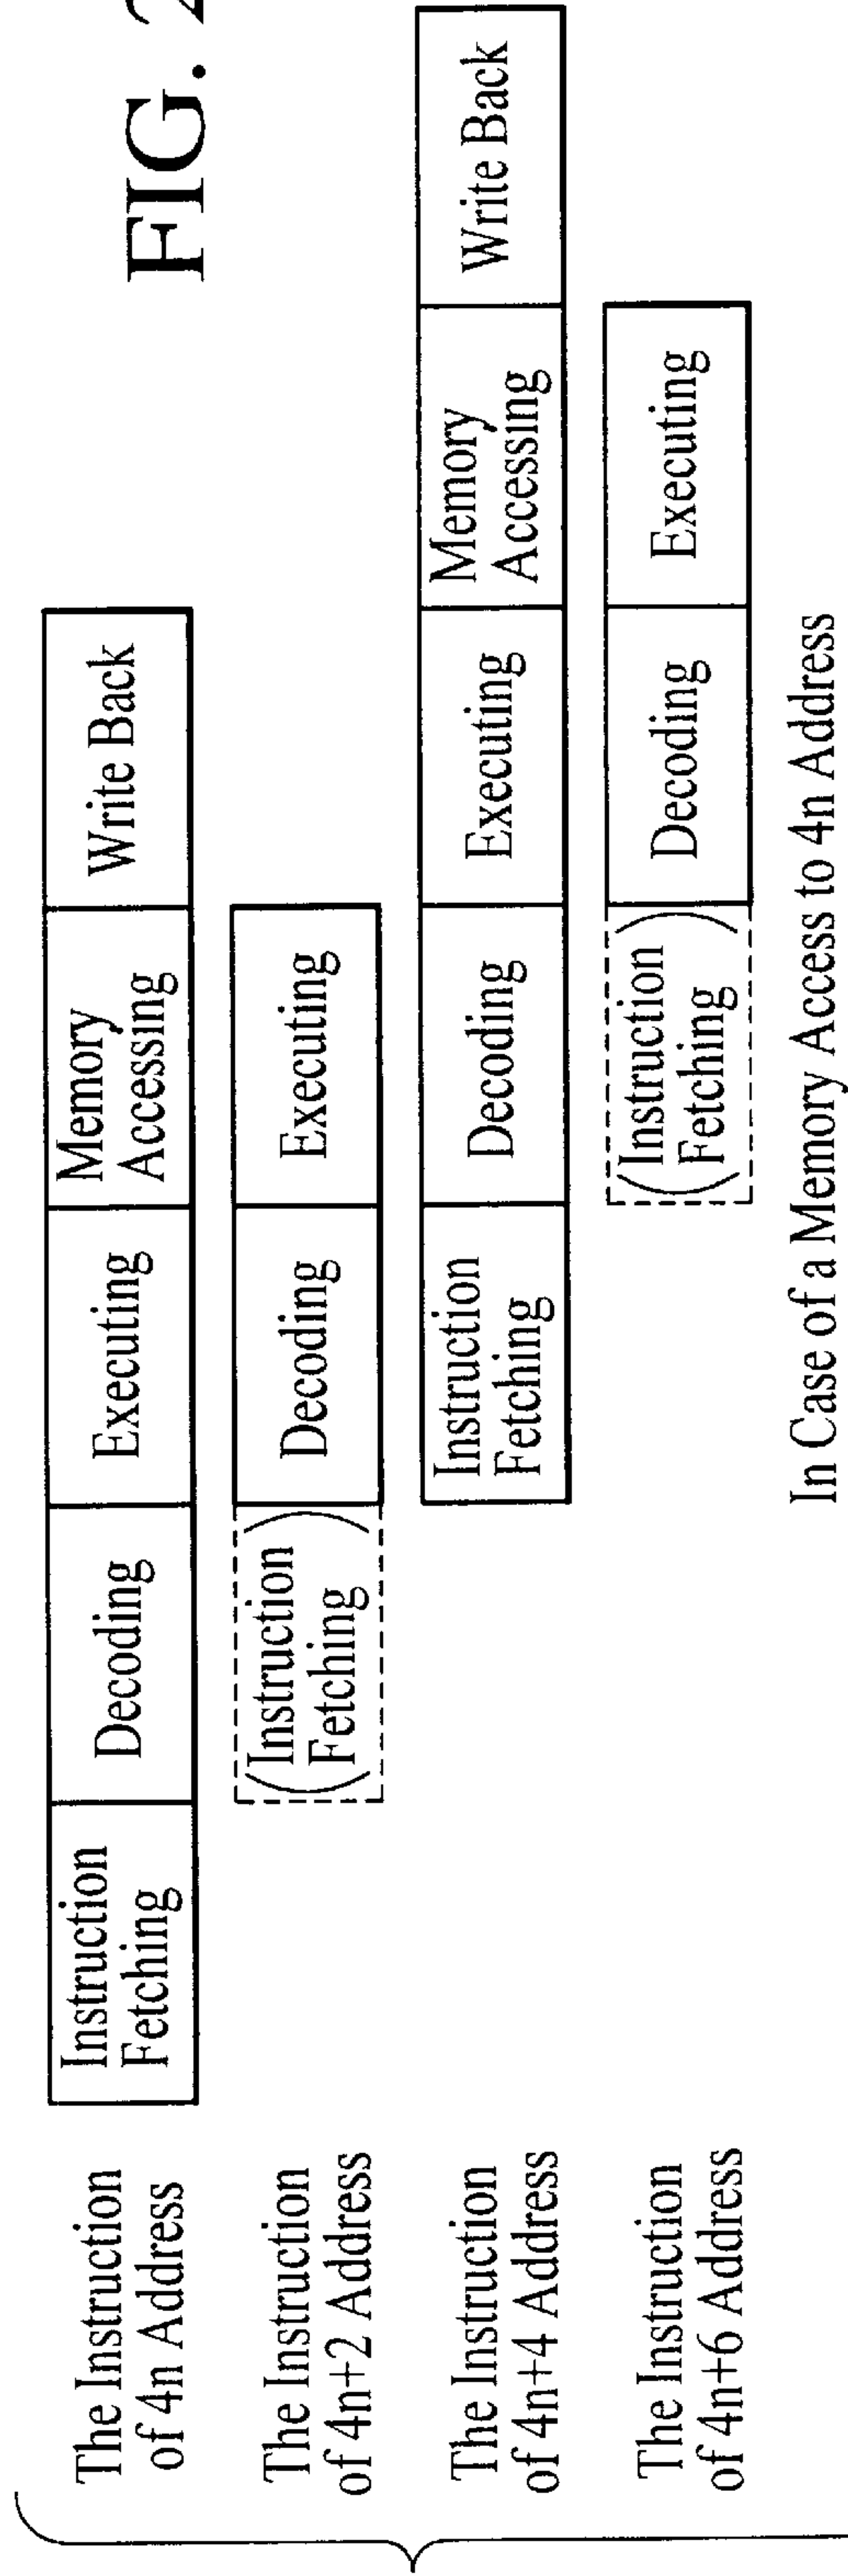 FIG. 2
The Instruction
of 4n Address
Instruction
Fetching
Decoding
Executing
Memory
Accessing
Write Back
The Instruction
of 4n+2 Address
(Instruction
Fetching)
Decoding
Executing
The Instruction
of 4n+4 Address
Instruction
Fetching
Decoding
Executing
Memory
Accessing
Write Back
The Instruction
of 4n+6 Address
(Instruction
Fetching)
Decoding
Executing
In Case of a Memory Access to 4n Address